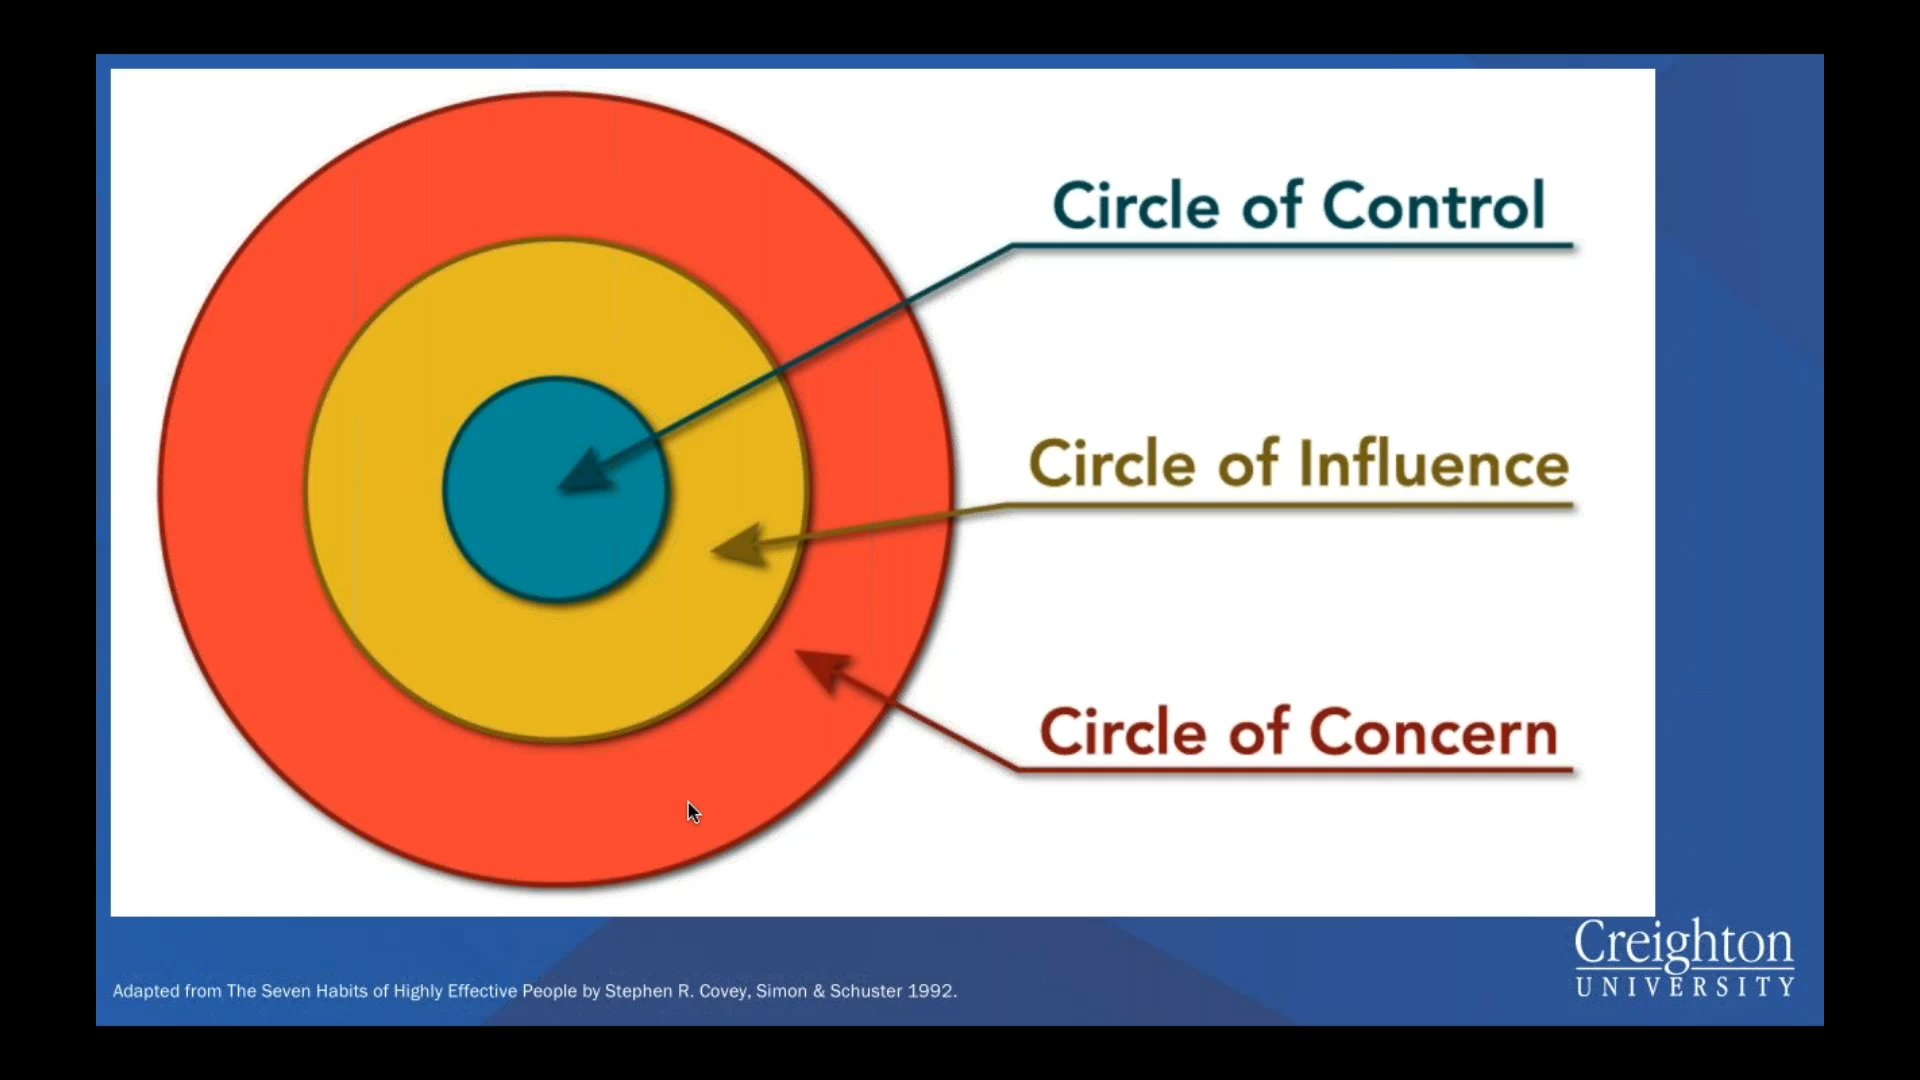 Circle of Control
Circle of Influence
Circle of Concern
Creighton
UNIVERSITY
Adapted from The Seven Habits of Highly Effective People by Stephen R. Covey, Simon & Schuster 1992.